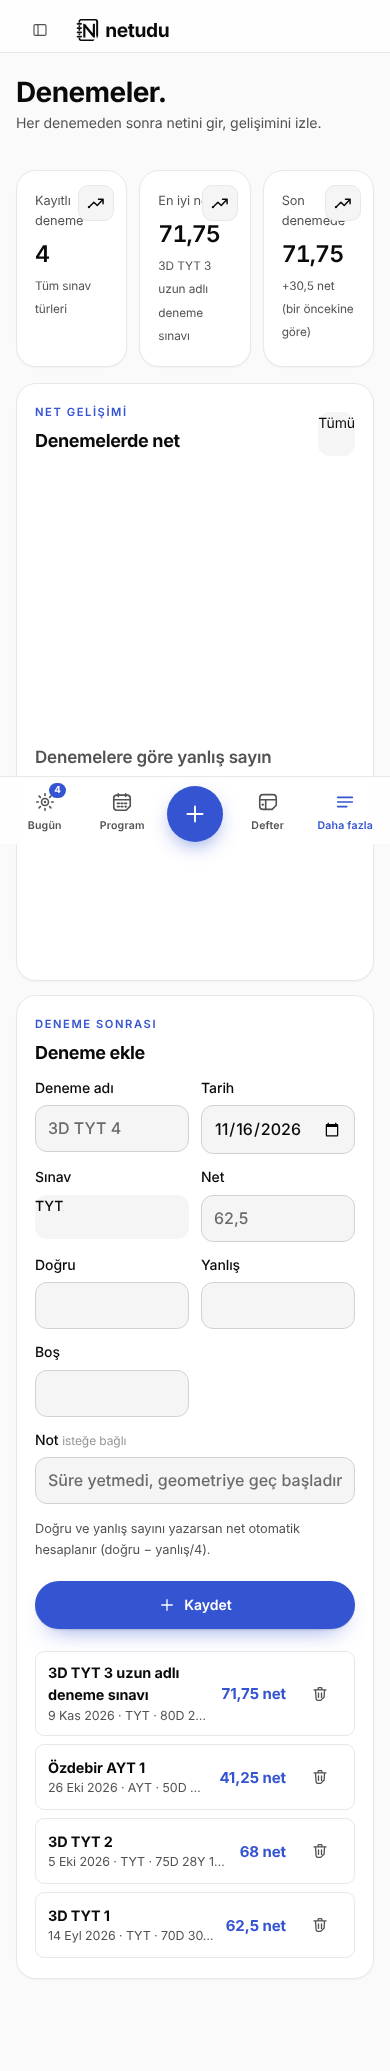 netudu
Denemeler.
Her denemeden sonra netini gir, gelişimini izle.
Kayıtlı
deneme
4
Tüm sınav
türleri
En iyi
71,75
3D TYT 3
uzun adlı
deneme
sınavı
Son
denemede
71,75
+30,5 net
(bir öncekine
göre)
NET GELİŞİMİ
Denemelerde net
Tümü
Denemelere göre yanlış sayın
4
Bugün
Program
Defter
Daha fazla
DENEME SONRASI
Deneme ekle
Deneme adı
Tarih
3D TYT 4
11/16/2026
Sınav
Net
TYT
62,5
Doğru
Yanlış
Boş
Not isteğe bağlı
Süre yetmedi, geometriye geç
Doğru ve yanlış sayını yazarsan net otomatik
hesaplanır (doğru − yanlış/4).
Kaydet
3D TYT 3 uzun adlı
deneme sınavı
9 Kas 2026 · TYT · 80D 2...
71,75 net
Özdebir AYT 1
26 Eki 2026 · AYT · 50D ...
41,25 net
3D TYT 2
5 Eki 2026 · TYT · 75D 28Y 1...
68 net
3D TYT 1
14 Eyl 2026 · TYT · 70D 30...
62,5 net